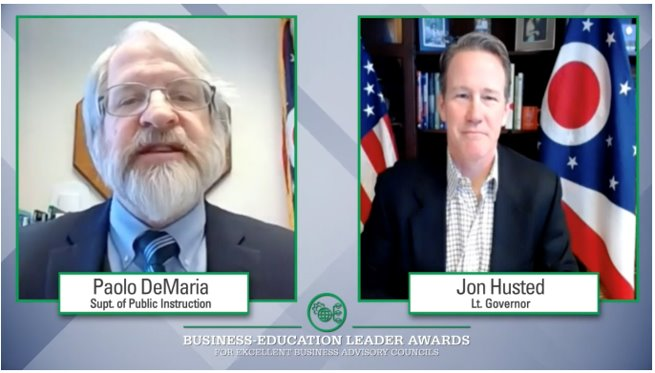 Paolo DeMaria
Supt. of Public Instruction
Jon Husted
Lt. Governor
BUSINESS-EDUCATION LEADER AWARDS
FOR EXCELLENT BUSINESS ADVISORY COUNCILS